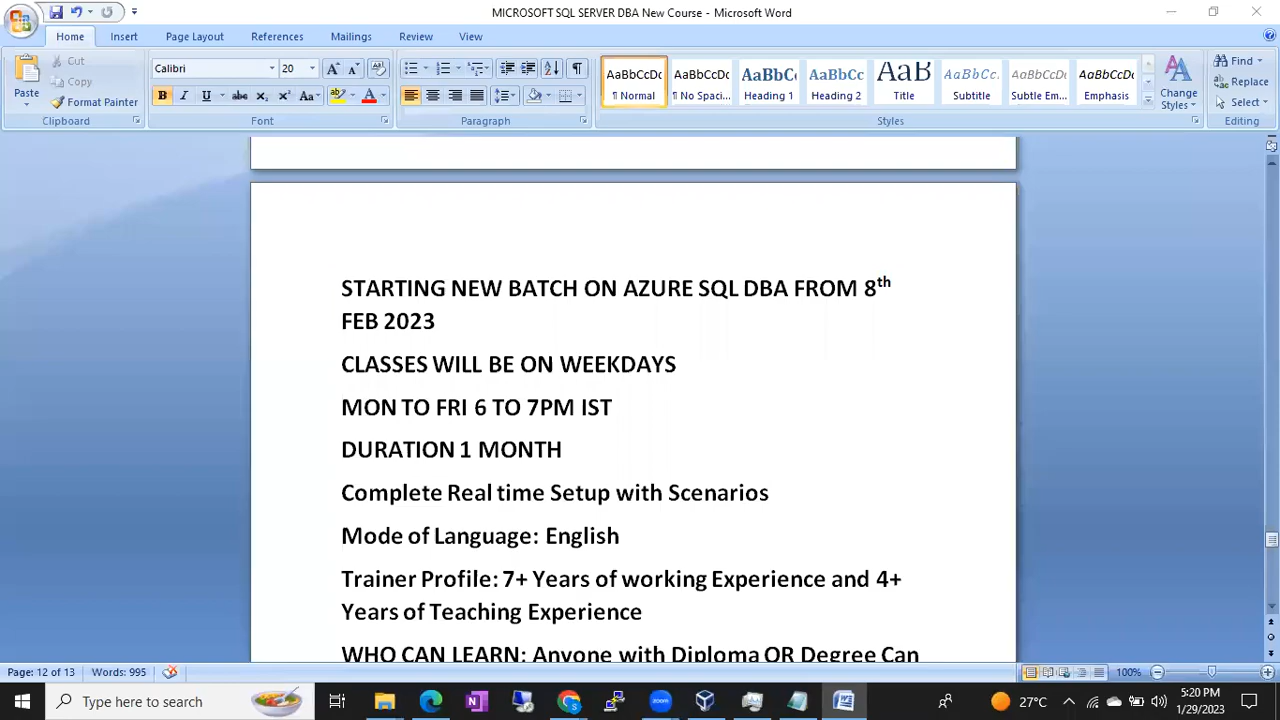 MICROSOFT SQL SERVER DBA New Course - Microsoft Word
Home Insert Page Layout References Mailings Review View
Paste
Cut
Copy
Format Painter
Clipboard
Calibri 20
Font
Paragraph
AaBbCcDc AaBbCcDc AaBbCc AaBbCc AaB AaBbCc. AaBbCcDc AaBbCcDc
¶ Normal ¶ No Spaci... Heading 1 Heading 2 Title Subtitle Subtle Em... Emphasis
Change Styles
Styles
Find
Replace
Select
Editing
STARTING NEW BATCH ON AZURE SQL DBA FROM 8th
FEB 2023
CLASSES WILL BE ON WEEKDAYS
MON TO FRI 6 TO 7PM IST
DURATION 1 MONTH
Complete Real time Setup with Scenarios
Mode of Language: English
Trainer Profile: 7+ Years of working Experience and 4+
Years of Teaching Experience
WHO CAN LEARN: Anyone with Diploma OR Degree Can
Page: 12 of 13 Words: 995 100%
Type here to search
zoom
27°C
5:20 PM
1/29/2023